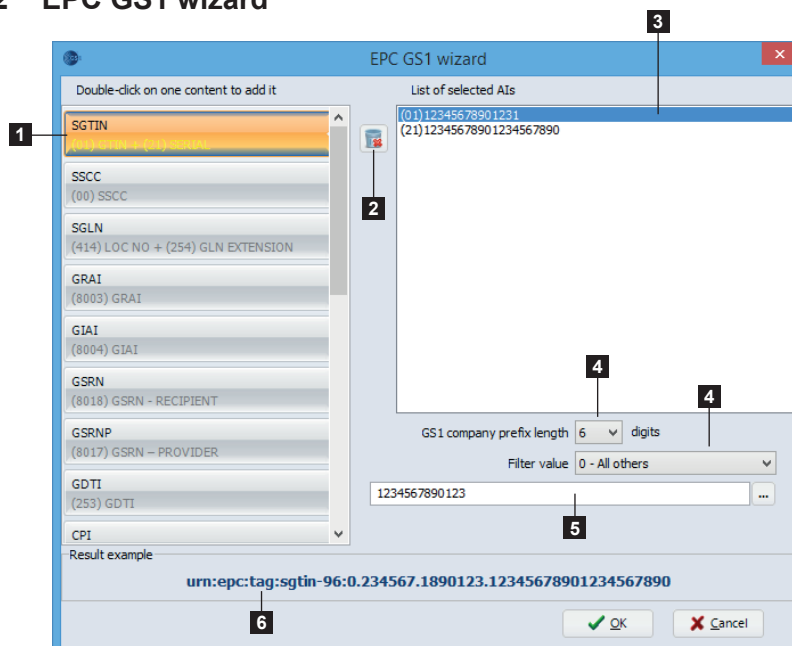 2 EPC GS1 wizard
3
EPC GS1 wizard
Double-click on one content to add it
List of selected AIs
1
SGTIN
(01) GTIN + (21) SERIAL
2
(01)12345678901231
(21)12345678901234567890
SSCC
(00) SSCC
SGLN
(414) LOC NO + (254) GLN EXTENSION
GRAI
(8003) GRAI
GIAI
(8004) GIAI
GSRN
(8018) GSRN - RECIPIENT
GSRNP
(8017) GSRN – PROVIDER
GDTI
(253) GDTI
CPI
4
4
GS1 company prefix length 6 digits
Filter value 0 - All others
1234567890123 ...
5
Result example
urn:epc:tag:sgtin-96:0.234567.1890123.12345678901234567890
6
OK Cancel